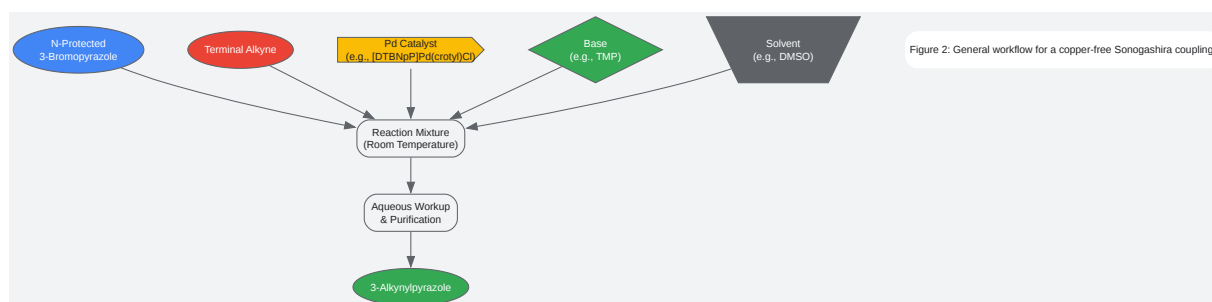 N-Protected
3-Bromopyrazole
Terminal Alkyne
Pd Catalyst
(e.g., [DTBNpP]Pd(crotyl)Cl)
Base
(e.g., TMP)
Solvent
(e.g., DMSO)
Figure 2: General workflow for a copper-free Sonogashira coupling
Reaction Mixture
(Room Temperature)
Aqueous Workup
& Purification
3-Alkynylpyrazole